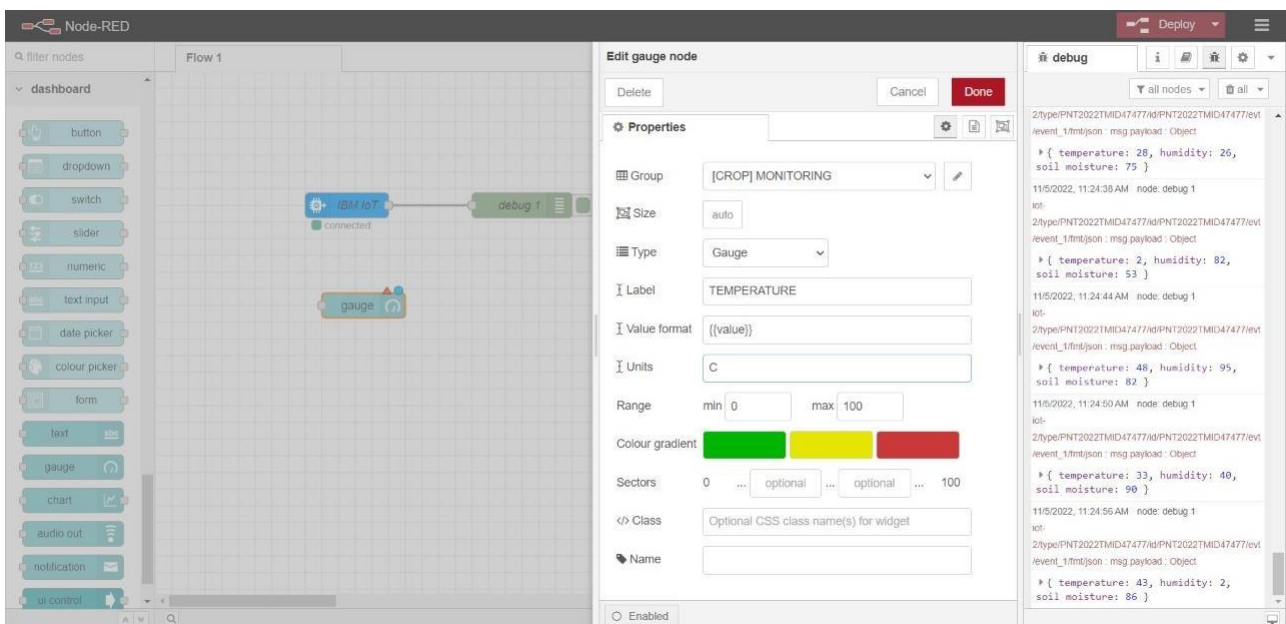 Node-RED
Deploy
filter nodes
Flow 1
dashboard
button
dropdown
switch
slider
numeric
text input
date picker
colour picker
form
text
gauge
chart
audio out
notification
ui control
IBM IoT
connected
debug 1
gauge
Edit gauge node
Delete
Cancel
Done
Properties
Group
[CROP] MONITORING
Size
auto
Type
Gauge
Label
TEMPERATURE
Value format
{{value}}
Units
C
Range
min 0
max 100
Colour gradient
Sectors
0 ... optional ... optional ... 100
</> Class
Optional CSS class name(s) for widget
Name
Enabled
debug
i
all nodes
all
2/type/PNT2022TMID47477/id/PNT2022TMID47477/evt
/event_1/fmt/json : msg.payload : Object
{ temperature: 28, humidity: 26,
soil moisture: 75 }
11/5/2022, 11:24:38 AM node: debug 1
iot-
2/type/PNT2022TMID47477/id/PNT2022TMID47477/evt
/event_1/fmt/json : msg.payload : Object
{ temperature: 2, humidity: 82,
soil moisture: 53 }
11/5/2022, 11:24:44 AM node: debug 1
iot-
2/type/PNT2022TMID47477/id/PNT2022TMID47477/evt
/event_1/fmt/json : msg.payload : Object
{ temperature: 48, humidity: 95,
soil moisture: 82 }
11/5/2022, 11:24:50 AM node: debug 1
iot-
2/type/PNT2022TMID47477/id/PNT2022TMID47477/evt
/event_1/fmt/json : msg.payload : Object
{ temperature: 33, humidity: 40,
soil moisture: 90 }
11/5/2022, 11:24:56 AM node: debug 1
iot-
2/type/PNT2022TMID47477/id/PNT2022TMID47477/evt
/event_1/fmt/json : msg.payload : Object
{ temperature: 43, humidity: 2,
soil moisture: 86 }